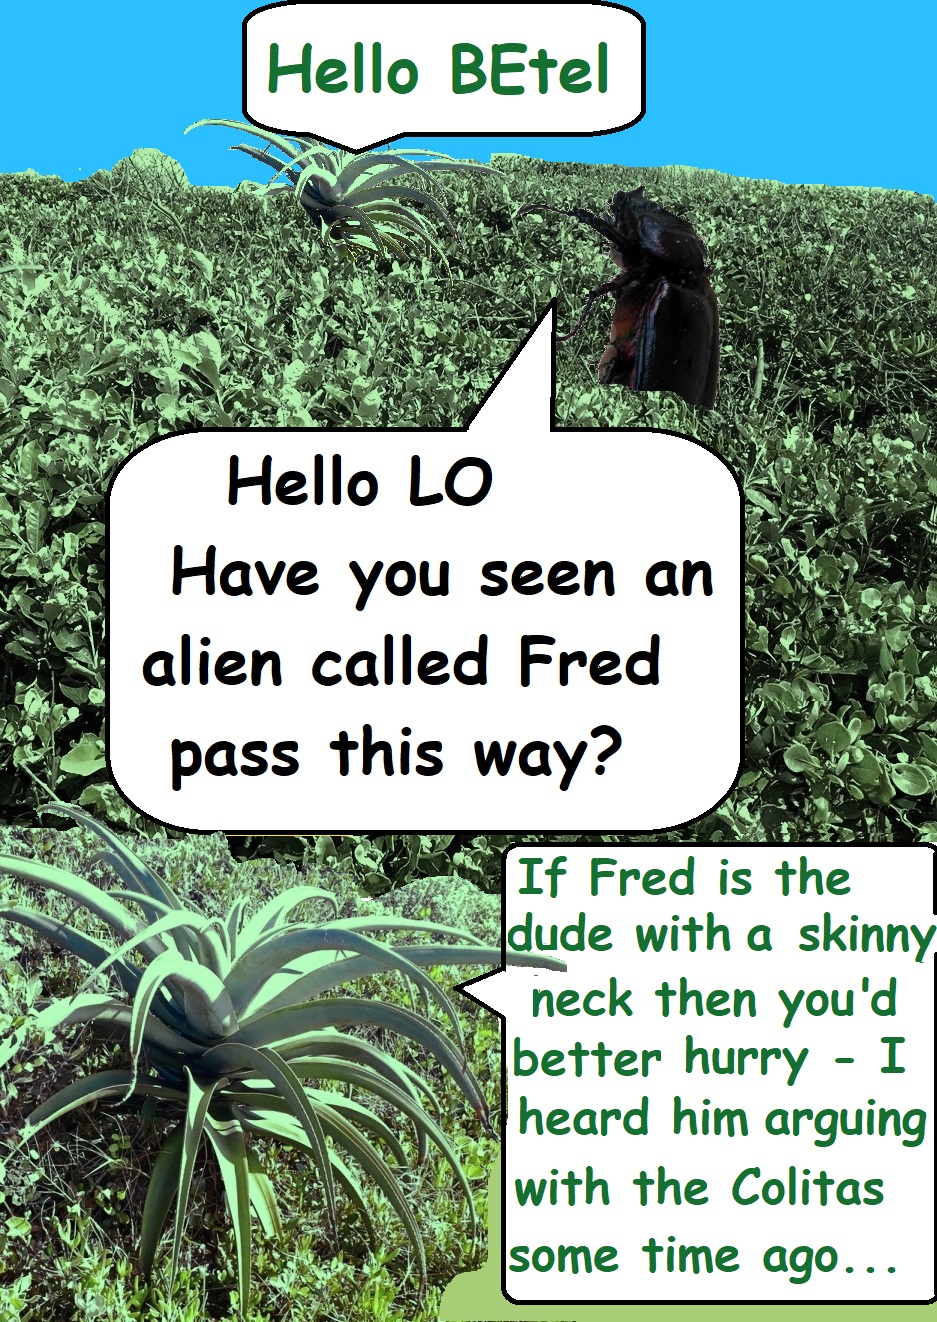 Hello BEtel
Hello LO
Have you seen an
alien called Fred
pass this way?
If Fred is the
dude with a skinny
neck then you'd
better hurry - I
heard him arguing
with the Colitas
some time ago...